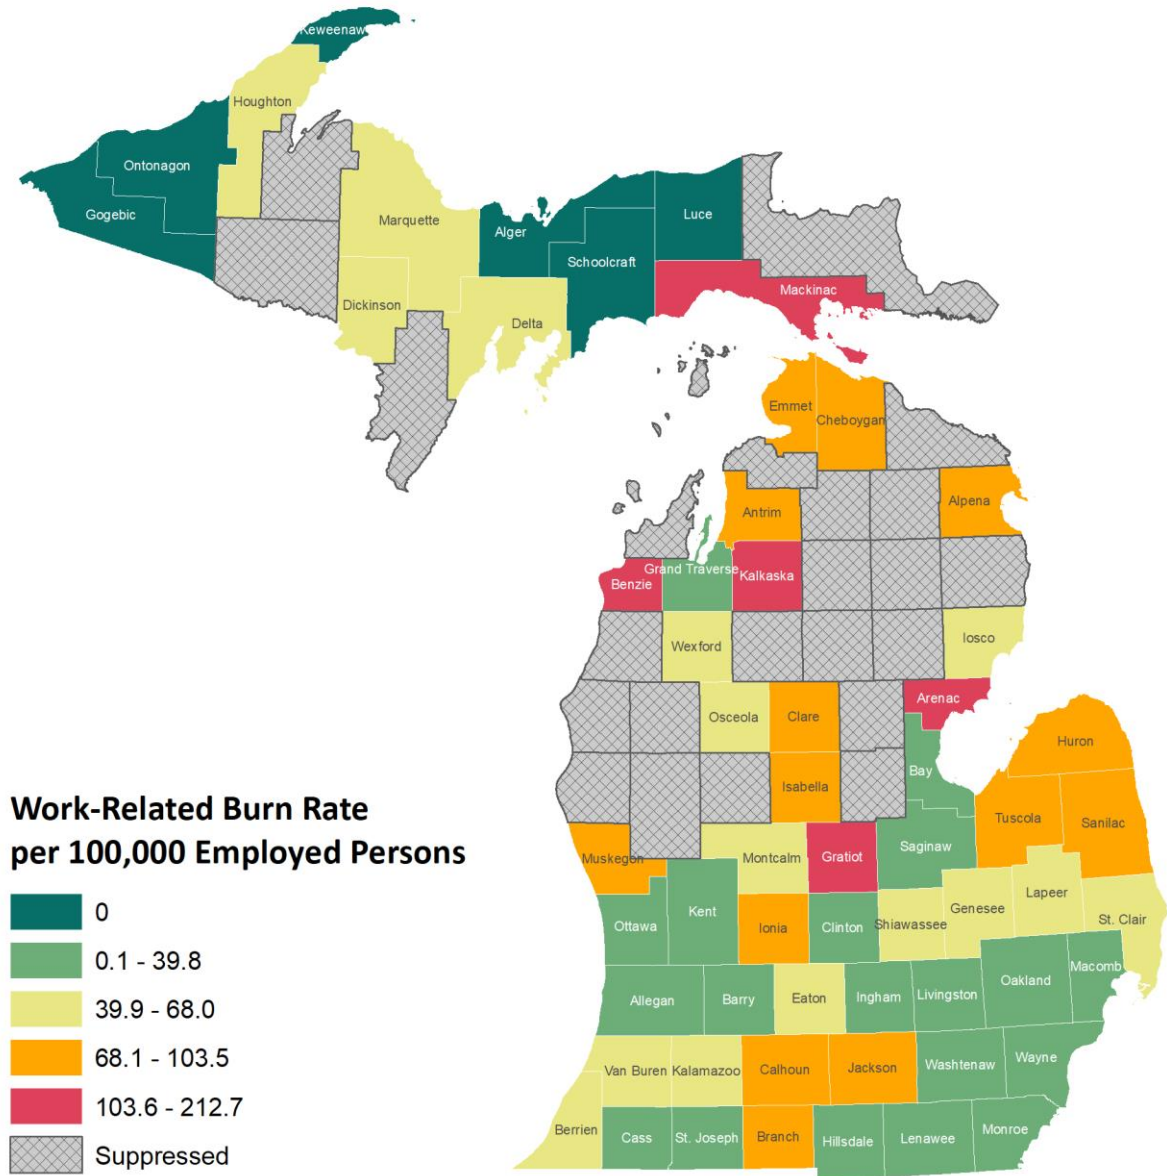 Keweenaw
Houghton
Ontonagon
Gogebic
Marquette
Alger
Luce
Schoolcraft
Mackinac
Dickinson
Delta
Emmet
Cheboygan
Antrim
Alpena
Grand Traverse
Kalkaska
Benzie
Wexford
Iosco
Arenac
Osceola
Clare
Huron
Bay
Isabella
Tuscola
Sanilac
Muskegon
Montcalm
Gratiot
Saginaw
Lapeer
Genesee
St. Clair
Ottawa
Kent
Ionia
Clinton
Shiawassee
Macomb
Oakland
Allegan
Barry
Eaton
Ingham
Livingston
Van Buren
Kalamazoo
Calhoun
Jackson
Washtenaw
Wayne
Berrien
Cass
St. Joseph
Branch
Hillsdale
Lenawee
Monroe
Work-Related Burn Rate
per 100,000 Employed Persons
0
0.1 - 39.8
39.9 - 68.0
68.1 - 103.5
103.6 - 212.7
Suppressed